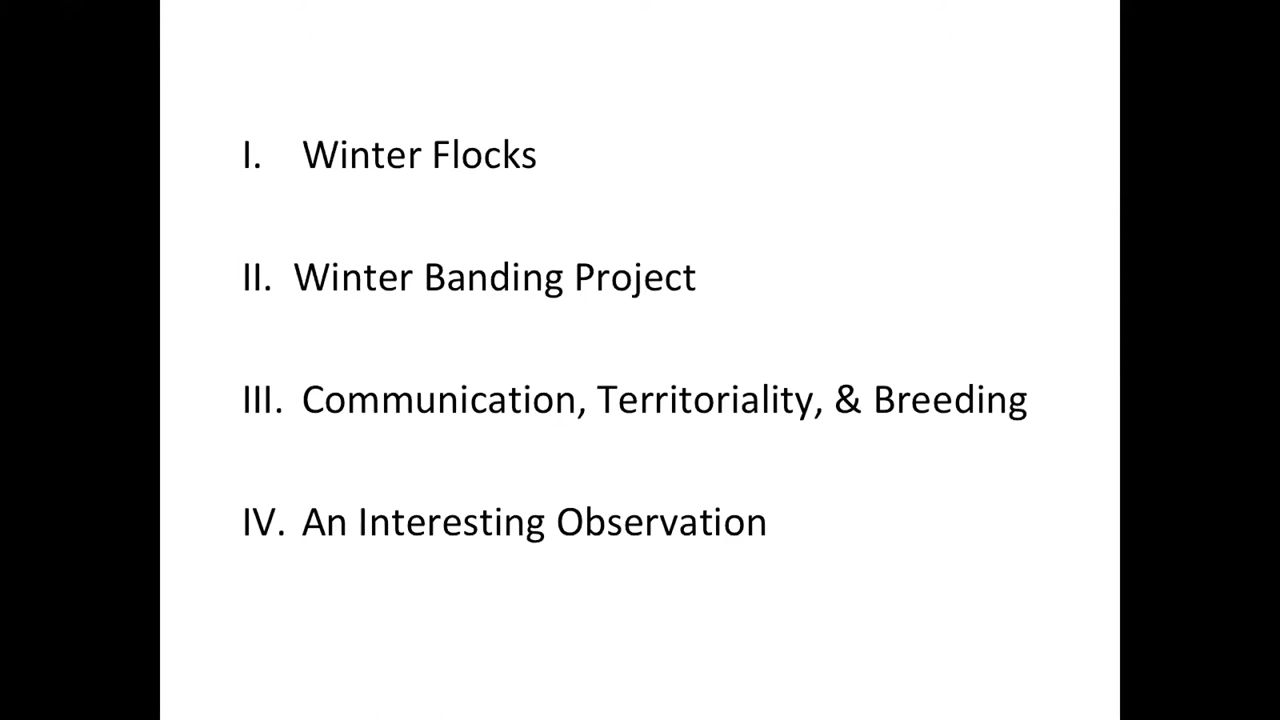 I. Winter Flocks
II. Winter Banding Project
III. Communication, Territoriality, & Breeding
IV. An Interesting Observation